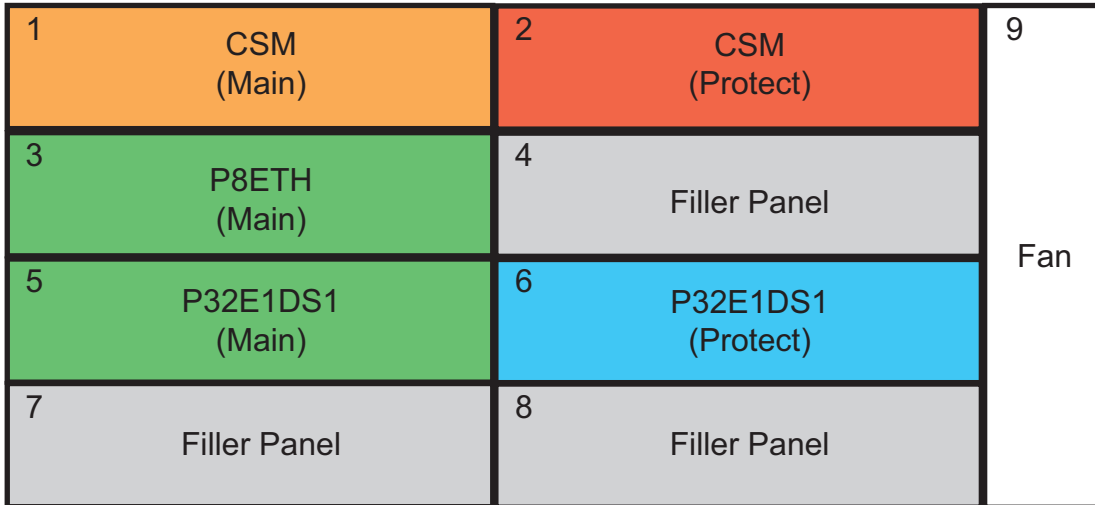 1
CSM
(Main)
2
CSM
(Protect)
9
3
P8ETH
(Main)
4
Filler Panel
Fan
5
P32E1DS1
(Main)
6
P32E1DS1
(Protect)
7
Filler Panel
8
Filler Panel